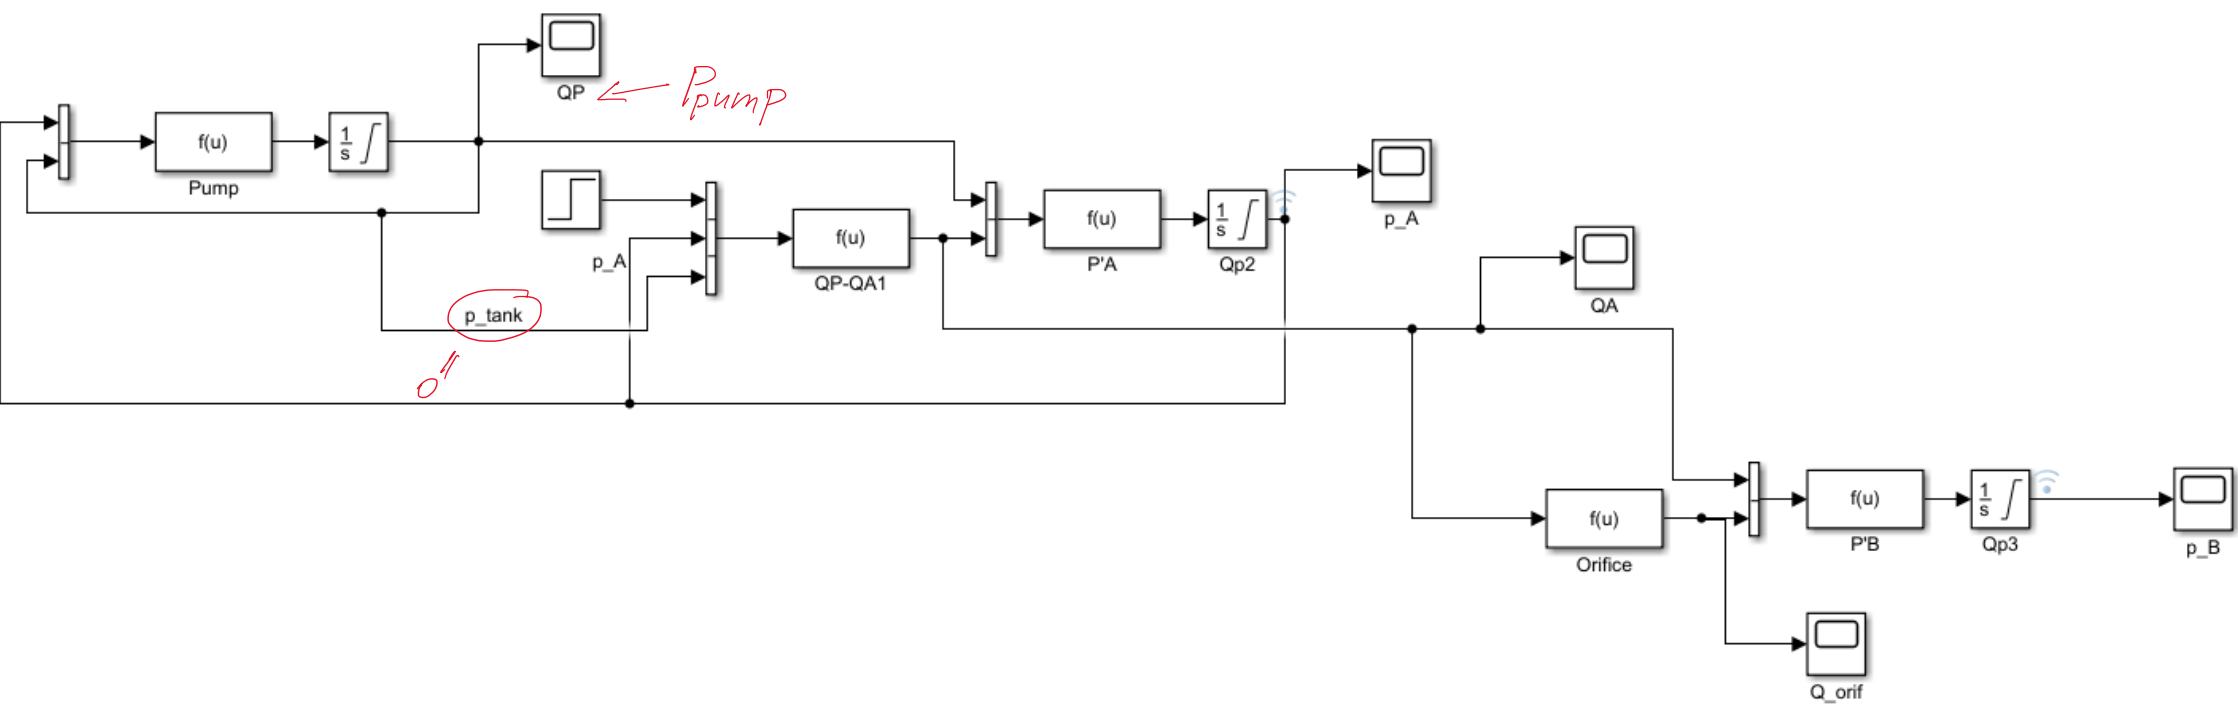 QP
Ppump
f(u)
1
s
Pump
p_A
f(u)
QP-QA1
f(u)
P'A
1
s
Qp2
p_A
QA
p_tank
0 =
f(u)
Orifice
f(u)
P'B
1
s
Qp3
p_B
Q_orif